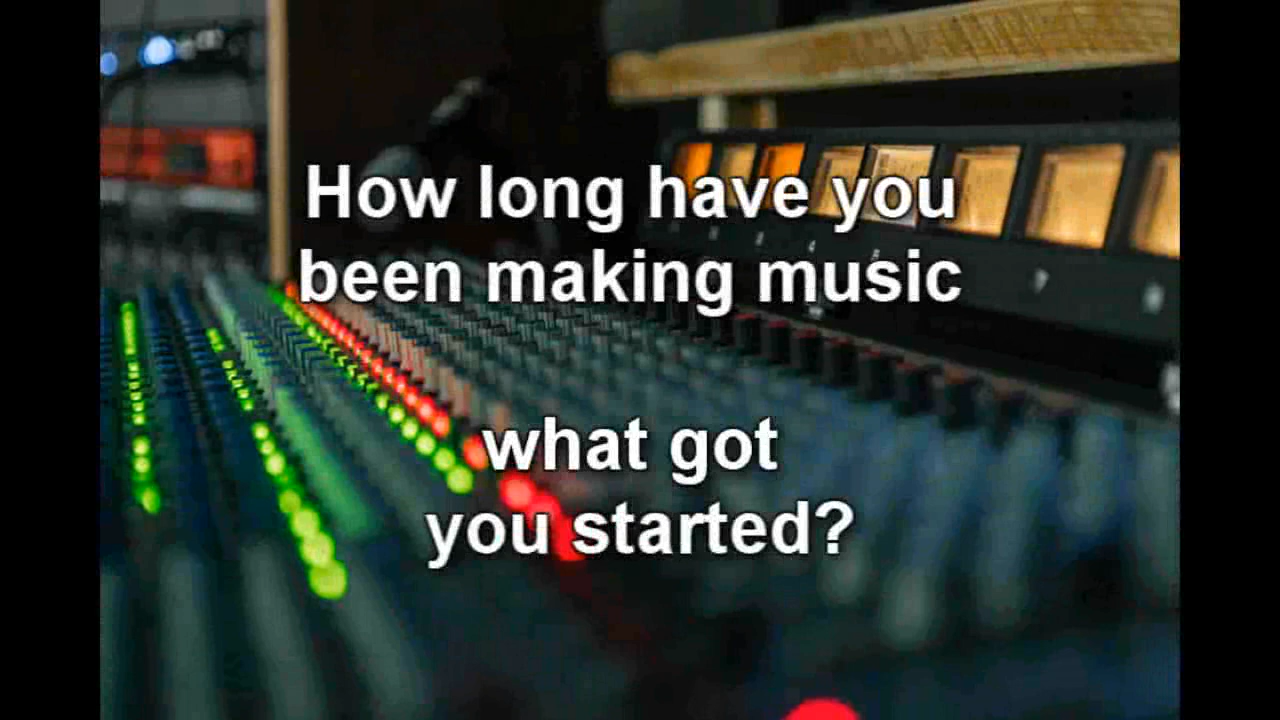 How long have you
been making music
what got
you started?